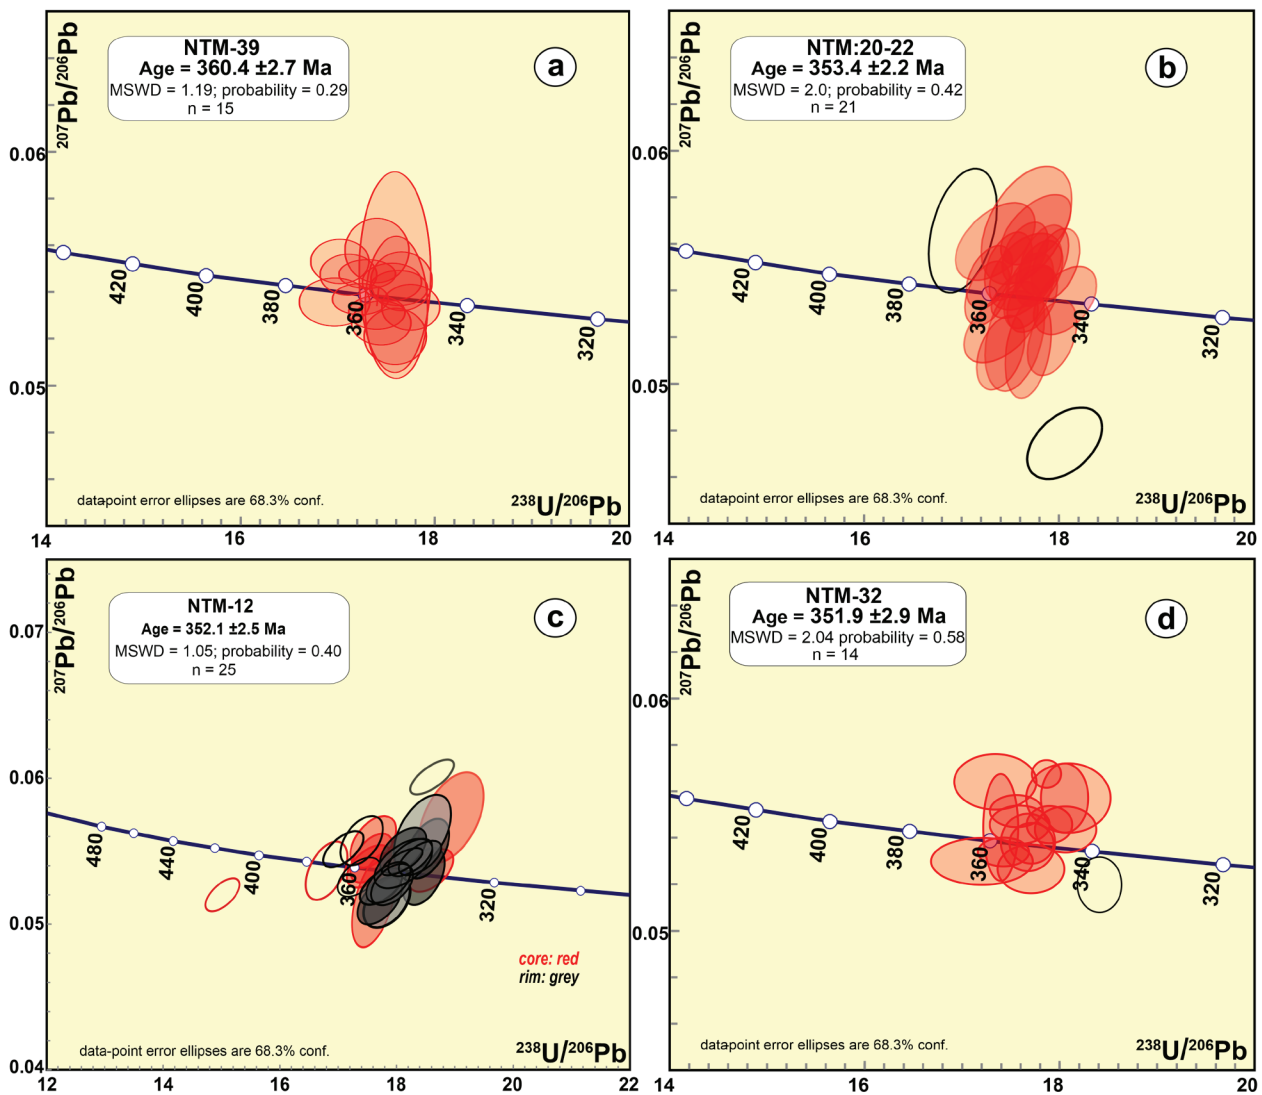 NTM-39
Age = 360.4 ±2.7 Ma
MSWD = 1.19; probability = 0.29
n = 15
a
207Pb/206Pb
0.06
0.05
420
400
380
360
340
320
datapoint error ellipses are 68.3% conf.
238U/206Pb
14
16
18
20
NTM:20-22
Age = 353.4 ±2.2 Ma
MSWD = 2.0; probability = 0.42
n = 21
b
207Pb/206Pb
0.06
0.05
420
400
380
360
340
320
datapoint error ellipses are 68.3% conf.
238U/206Pb
14
16
18
20
NTM-12
Age = 352.1 ±2.5 Ma
MSWD = 1.05; probability = 0.40
n = 25
c
207Pb/206Pb
0.07
0.06
0.05
0.04
480
440
400
360
320
core: red
rim: grey
data-point error ellipses are 68.3% conf.
238U/206Pb
12
14
16
18
20
22
NTM-32
Age = 351.9 ±2.9 Ma
MSWD = 2.04 probability = 0.58
n = 14
d
207Pb/206Pb
0.06
0.05
420
400
380
360
340
320
datapoint error ellipses are 68.3% conf.
238U/206Pb
14
16
18
20